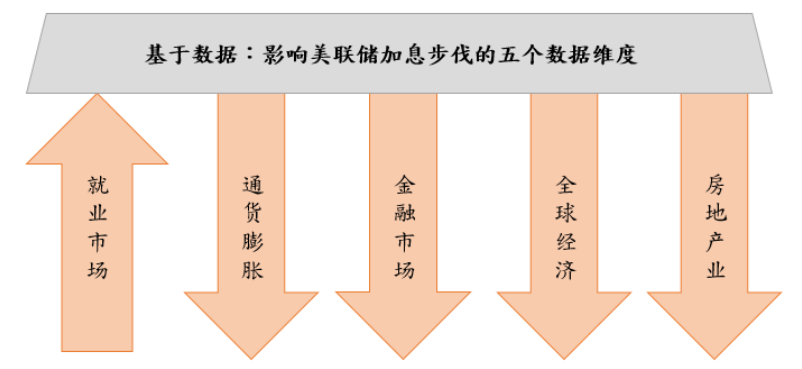 基于数据：影响美联储加息步伐的五个数据维度
就业市场
通货膨胀
金融市场
全球经济
房地产业